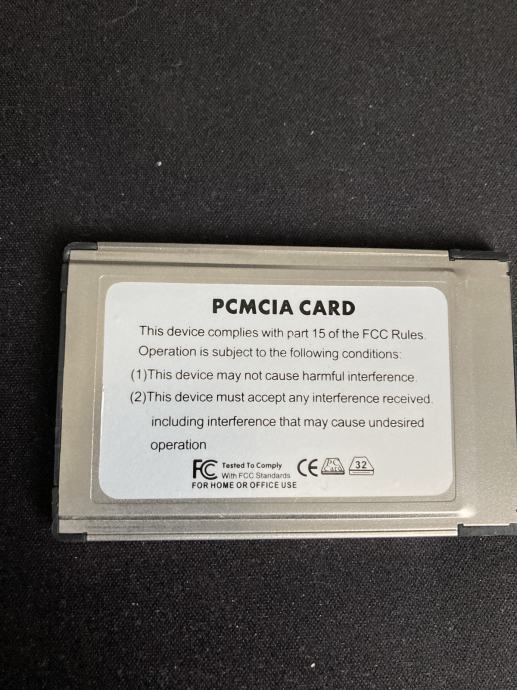 PCMCIA CARD
This device complies with part 15 of the FCC Rules.
Operation is subject to the following conditions:
(1)This device may not cause harmful interference.
(2)This device must accept any interference received.
including interference that may cause undesired
operation
FC Tested To Comply CE PC 32
With FCC Standards CARD
FOR HOME OR OFFICE USE